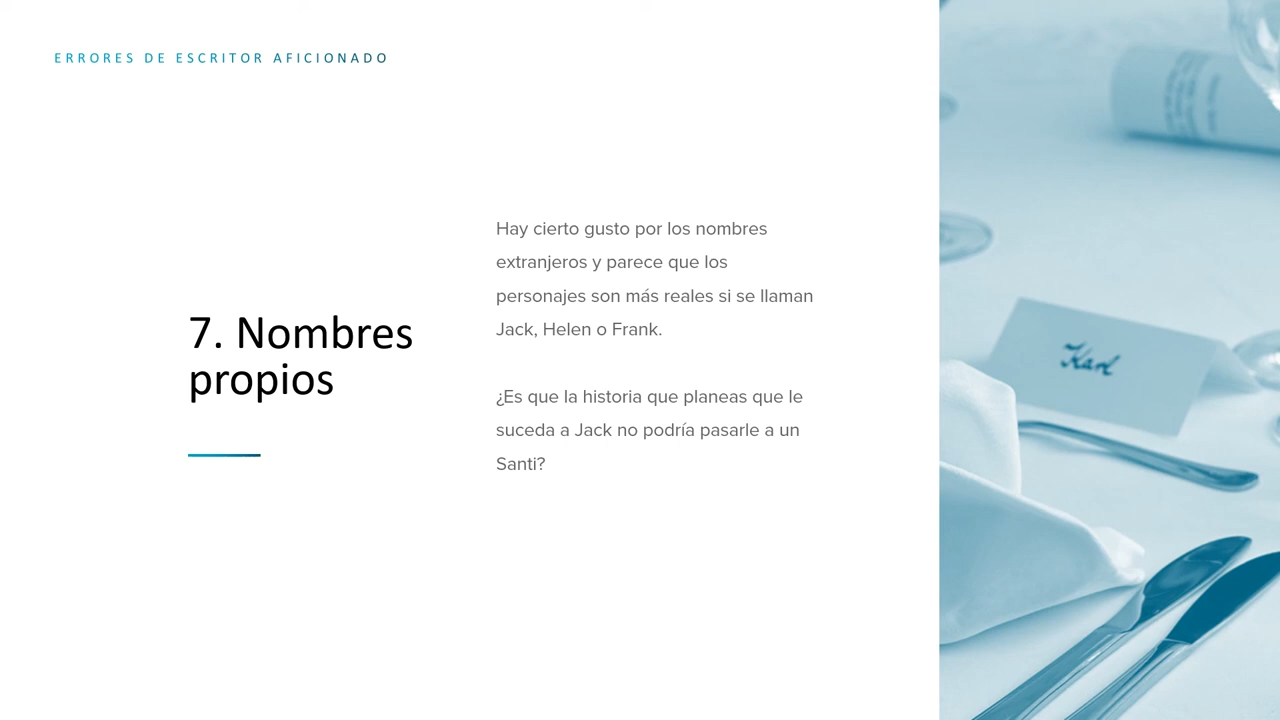 ERRORES DE ESCRITOR AFICIONADO
7. Nombres
propios
Hay cierto gusto por los nombres
extranjeros y parece que los
personajes son más reales si se llaman
Jack, Helen o Frank.
¿Es que la historia que planeas que le
suceda a Jack no podría pasarle a un
Santi?
Karl